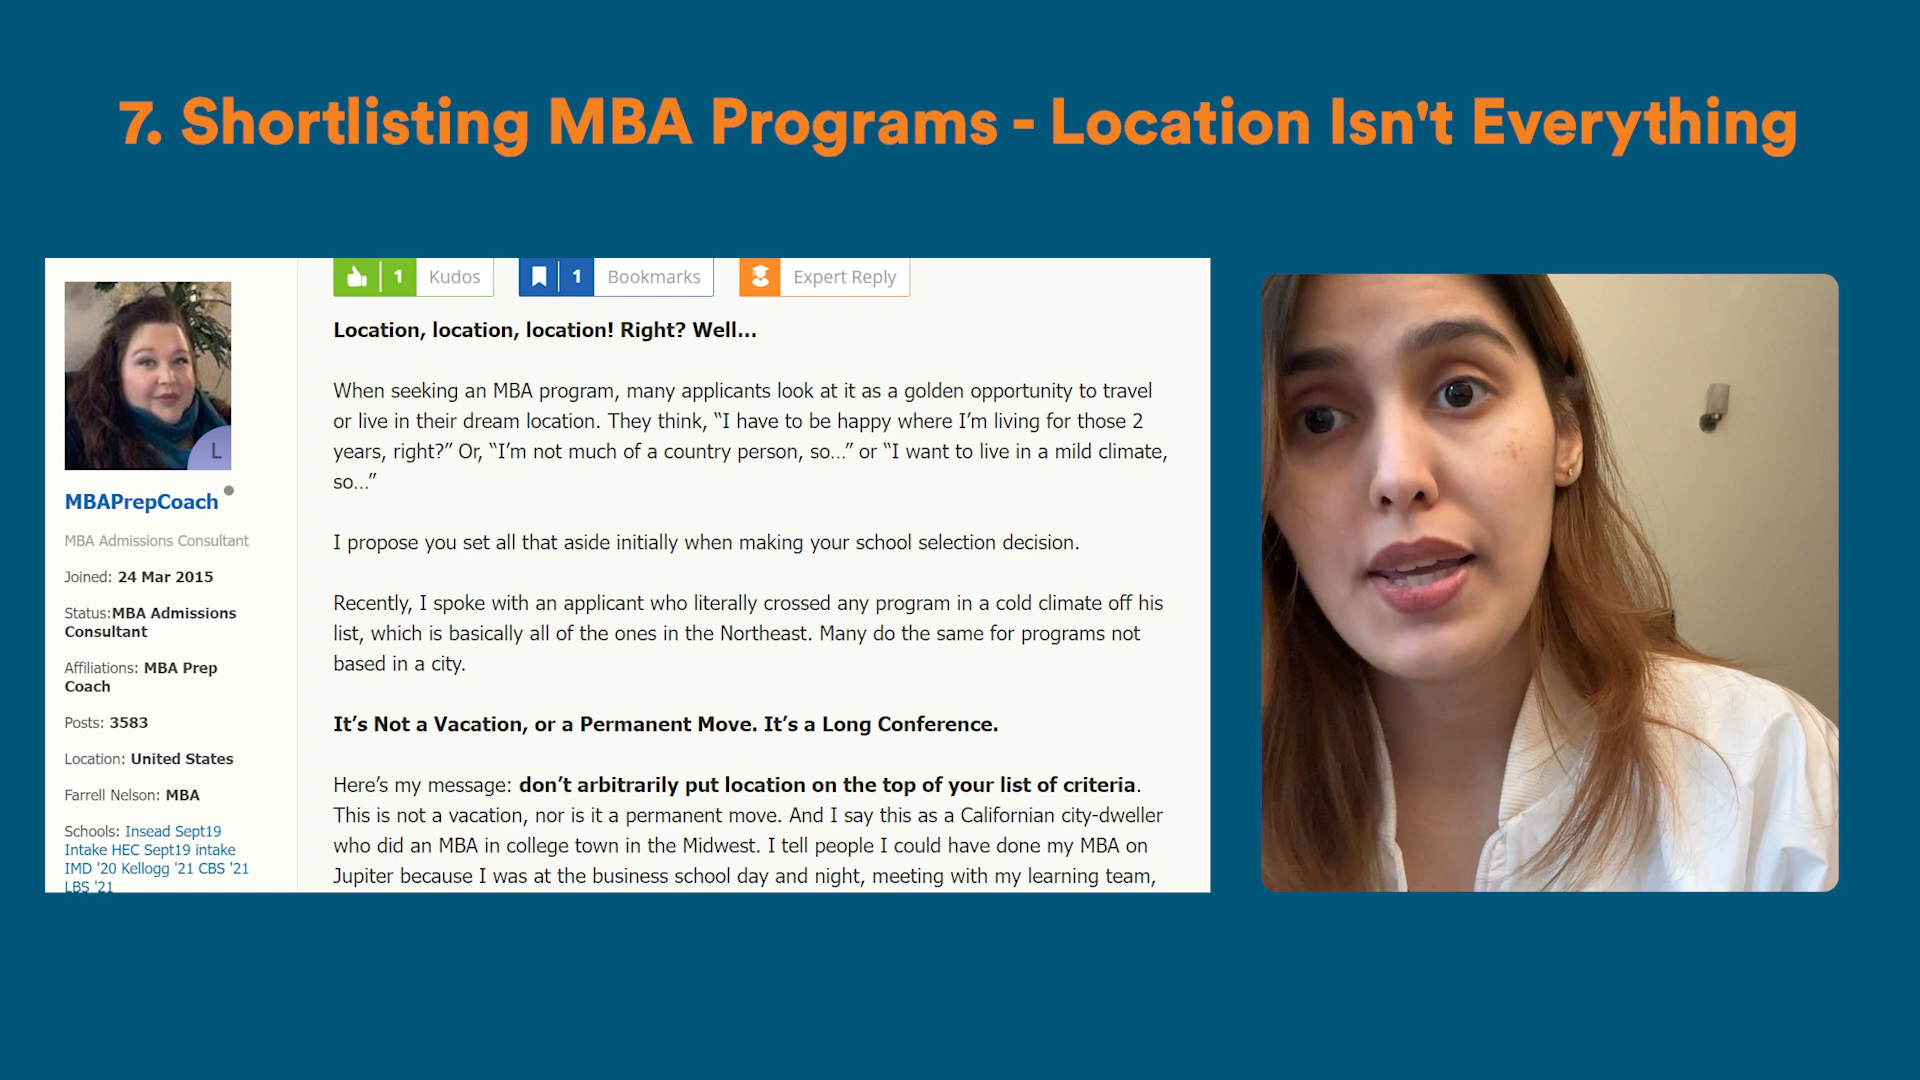 7. Shortlisting MBA Programs - Location Isn't Everything
1 Kudos 1 Bookmarks Expert Reply
L
MBAPrepCoach
MBA Admissions Consultant
Joined: 24 Mar 2015
Status:MBA Admissions
Consultant
Affiliations: MBA Prep
Coach
Posts: 3583
Location: United States
Farrell Nelson: MBA
Schools: Insead Sept19
Intake HEC Sept19 intake
IMD '20 Kellogg '21 CBS '21
LBS '21
Location, location, location! Right? Well...
When seeking an MBA program, many applicants look at it as a golden opportunity to travel
or live in their dream location. They think, “I have to be happy where I’m living for those 2
years, right?” Or, “I’m not much of a country person, so...” or “I want to live in a mild climate,
so...”
I propose you set all that aside initially when making your school selection decision.
Recently, I spoke with an applicant who literally crossed any program in a cold climate off his
list, which is basically all of the ones in the Northeast. Many do the same for programs not
based in a city.
It’s Not a Vacation, or a Permanent Move. It’s a Long Conference.
Here’s my message: don’t arbitrarily put location on the top of your list of criteria.
This is not a vacation, nor is it a permanent move. And I say this as a Californian city-dweller
who did an MBA in college town in the Midwest. I tell people I could have done my MBA on
Jupiter because I was at the business school day and night, meeting with my learning team,